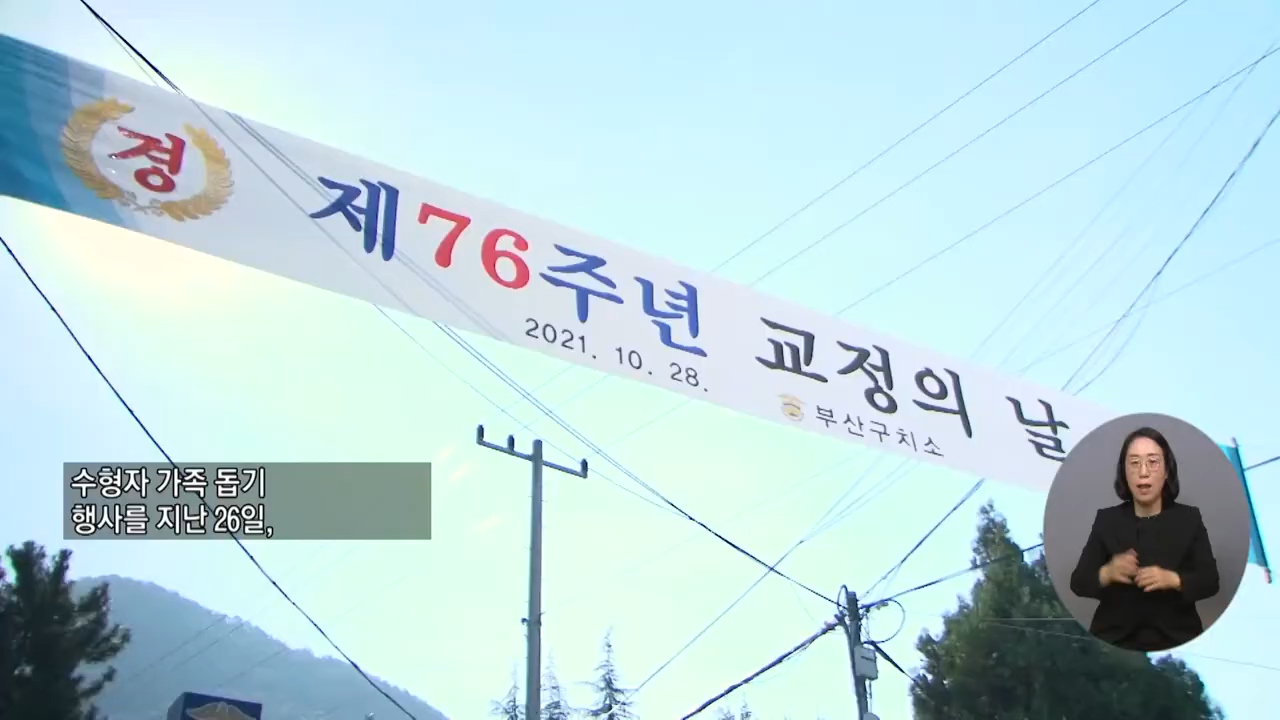 경 제76주년 교정의 날
2021. 10. 28.
부산구치소
수형자 가족 돕기
행사를 지난 26일,